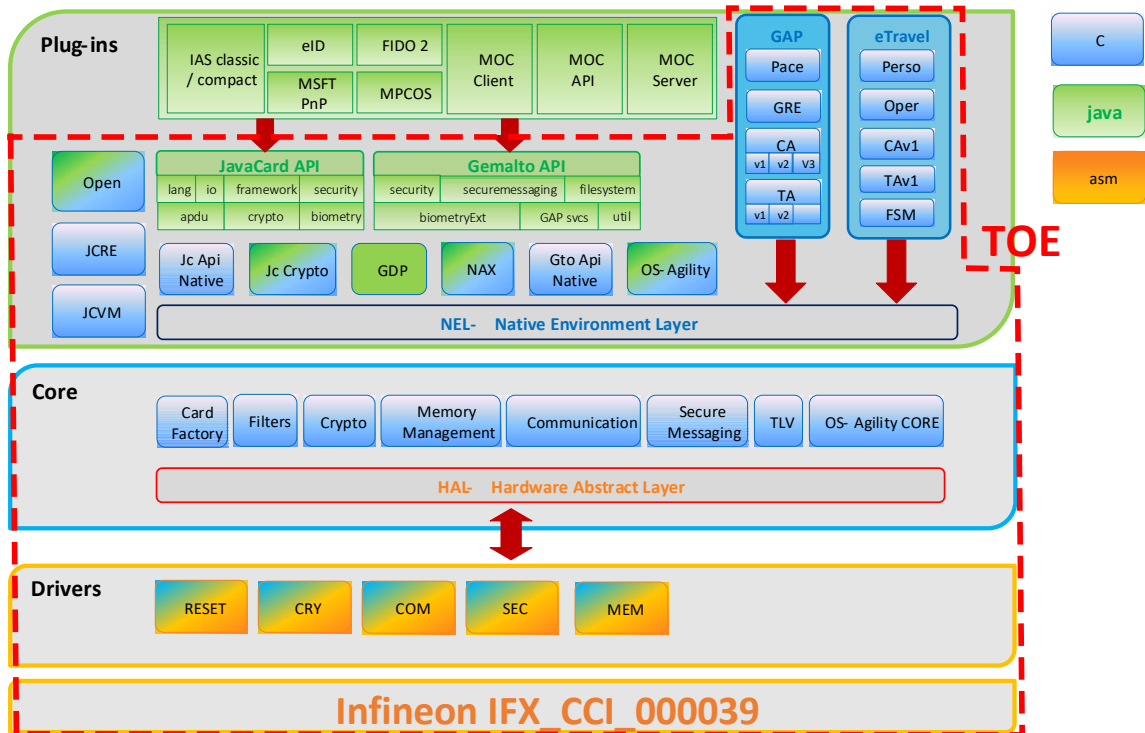 Plug-ins
IAS classic
/ compact
eID
FIDO 2
MSFT
PnP
MPCOS
MOC
Client
MOC
API
MOC
Server
GAP
Pace
GRE
CA
v1 v2 V3
TA
v1 v2
eTravel
Perso
Oper
CAv1
TAv1
FSM
C
java
asm
TOE
Open
JCRE
JCVM
JavaCard API
lang io framework security
apdu crypto biometry
Gemalto API
security securemessaging filesystem
biometryExt GAP svcs util
Jc Api
Native
Jc Crypto
GDP
NAX
Gto Api
Native
OS- Agility
NEL- Native Environment Layer
Core
Card
Factory
Filters
Crypto
Memory
Management
Communication
Secure
Messaging
TLV
OS- Agility CORE
HAL- Hardware Abstract Layer
Drivers
RESET
CRY
COM
SEC
MEM
Infineon IFX_CCI_000039